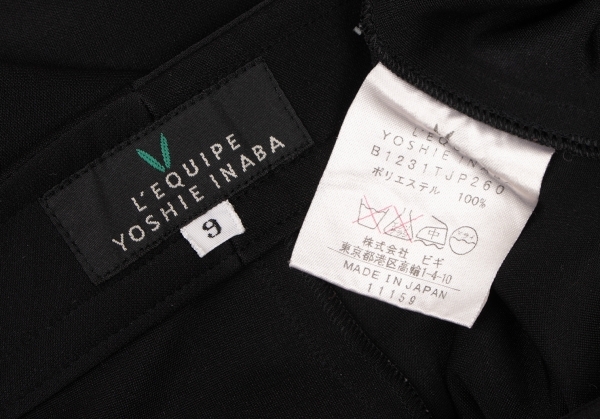 L'EQUIPE
YOSHIE INABA
9
L'EQUIPE
YOSHIE INABA
B1231TJP260
ポリエステル 100%
中
株式会社 ビギ
東京都港区高輪1-4-10
MADE IN JAPAN
11159